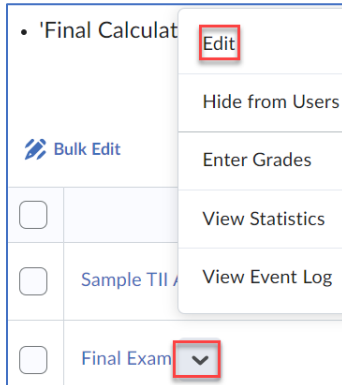 • 'Final Calculat
Edit
Hide from Users
Bulk Edit
Enter Grades
View Statistics
Sample TII
View Event Log
Final Exam